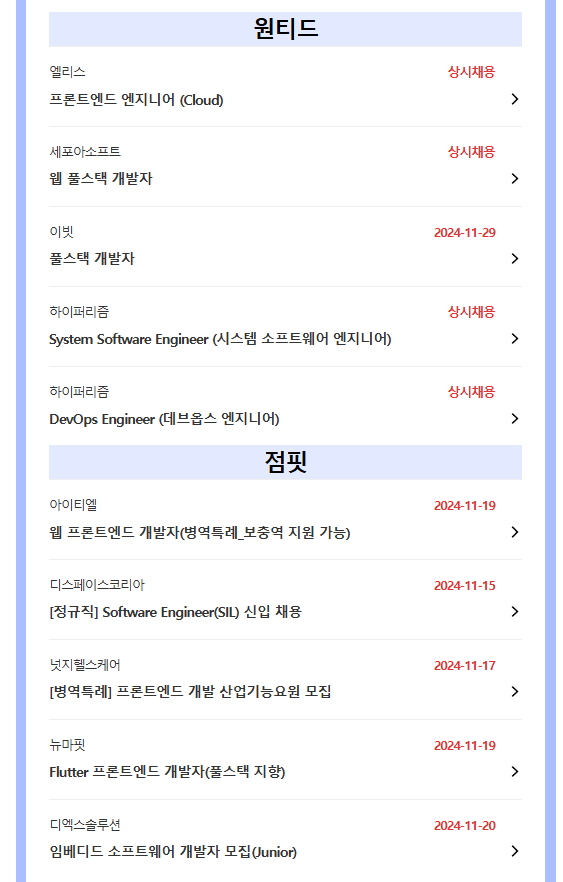 원티드
엘리스 상시채용
프론트엔드 엔지니어 (Cloud)
세포아소프트 상시채용
웹 풀스택 개발자
이빗 2024-11-29
풀스택 개발자
하이퍼리즘 상시채용
System Software Engineer (시스템 소프트웨어 엔지니어)
하이퍼리즘 상시채용
DevOps Engineer (데브옵스 엔지니어)
점핏
아이티엘 2024-11-19
웹 프론트엔드 개발자(병역특례_보충역 지원 가능)
디스페이스코리아 2024-11-15
[정규직] Software Engineer(SIL) 신입 채용
넛지헬스케어 2024-11-17
[병역특례] 프론트엔드 개발 산업기능요원 모집
뉴마핏 2024-11-19
Flutter 프론트엔드 개발자(풀스택 지향)
디엑스솔루션 2024-11-20
임베디드 소프트웨어 개발자 모집(Junior)